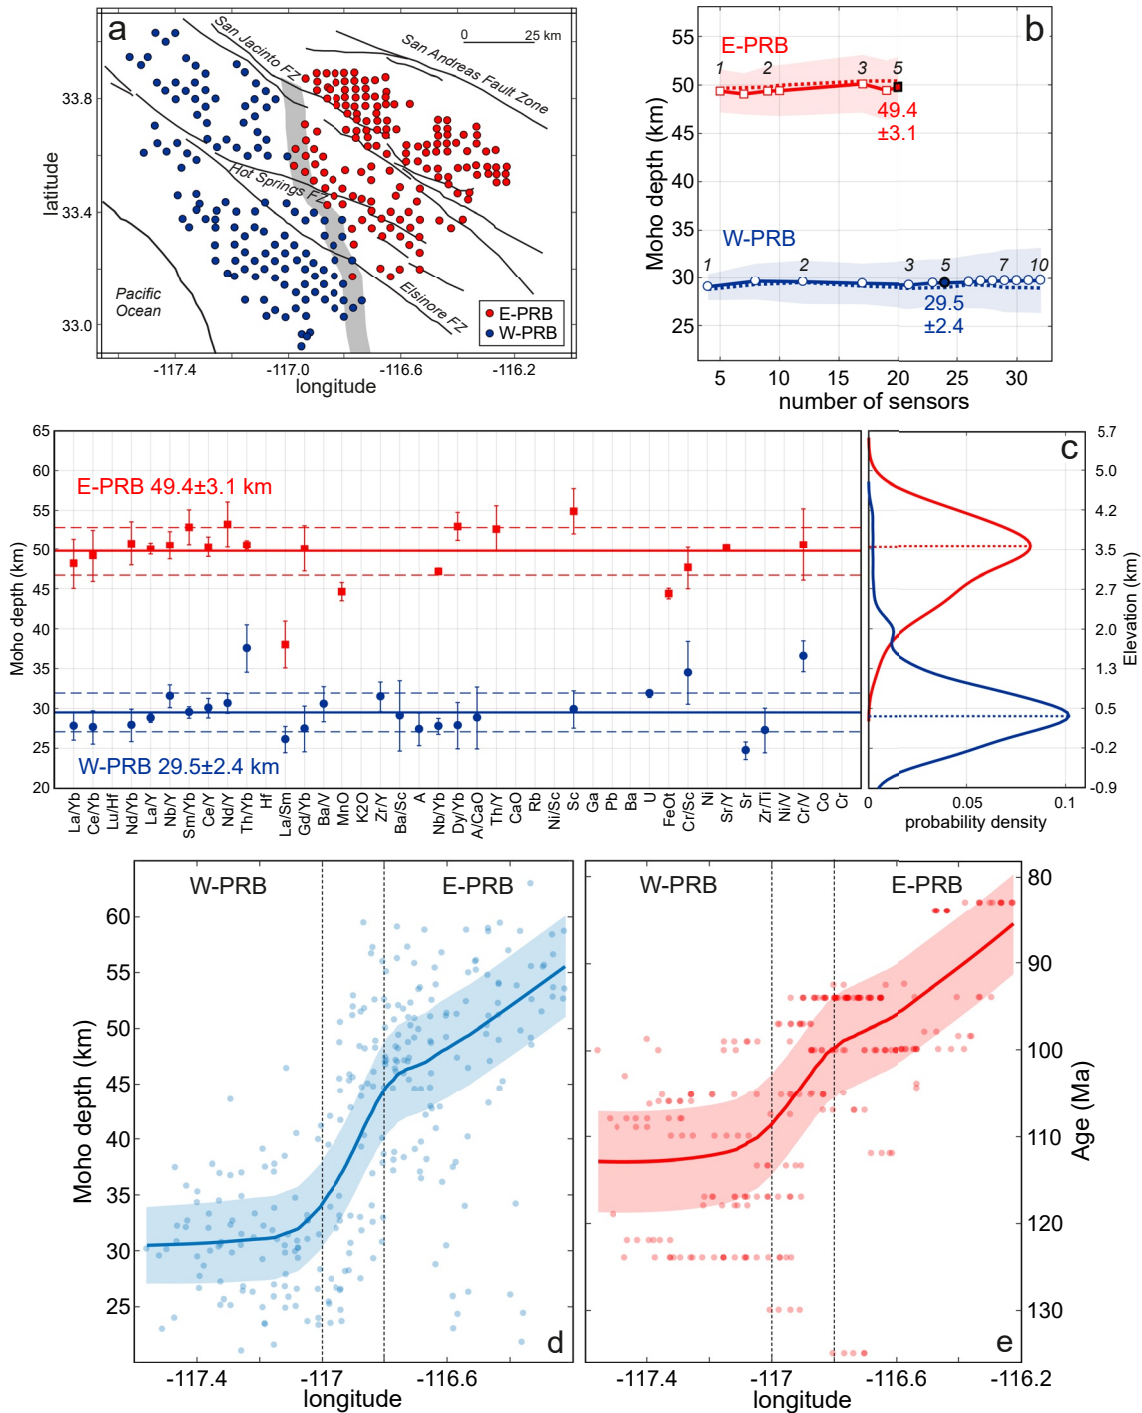 a
San Jacinto FZ
San Andreas Fault Zone
0 25 km
Hot Springs FZ
Elsinore FZ
Pacific
Ocean
E-PRB
W-PRB
33.8
33.4
33.0
latitude
-117.4 -117.0 -116.6 -116.2
longitude
b
E-PRB
1 2 3 5
49.4
±3.1
W-PRB
1 2 3 5 7 10
29.5
±2.4
55
50
45
40
35
30
25
Moho depth (km)
5 10 15 20 25 30
number of sensors
65
60
55
50
45
40
35
30
25
20
Moho depth (km)
E-PRB 49.4±3.1 km
W-PRB 29.5±2.4 km
La/Yb
Ce/Yb
Lu/Hf
Nd/Yb
La/Y
Nb/Y
Sm/Yb
Ce/Y
Nd/Y
Th/Yb
Hf
La/Sm
Gd/Yb
Ba/V
MnO
K2O
Zr/Y
Ba/Sc
A
Nb/Yb
Dy/Yb
A/CaO
Th/Y
CaO
Rb
Ni/Sc
Sc
Ga
Pb
Ba
U
FeOt
Cr/Sc
Ni
Sr/Y
Sr
Zr/Ti
Ni/V
Cr/V
Co
Cr
c
5.7
5.0
4.2
3.5
2.7
2.0
1.3
0.5
-0.2
-0.9
Elevation (km)
0 0.05 0.1
probability density
W-PRB E-PRB
60
55
50
45
40
35
30
25
Moho depth (km)
d
-117.4 -117 -116.6
longitude
W-PRB E-PRB
80
90
100
110
120
130
Age (Ma)
e
-117.4 -117 -116.6 -116.2
longitude